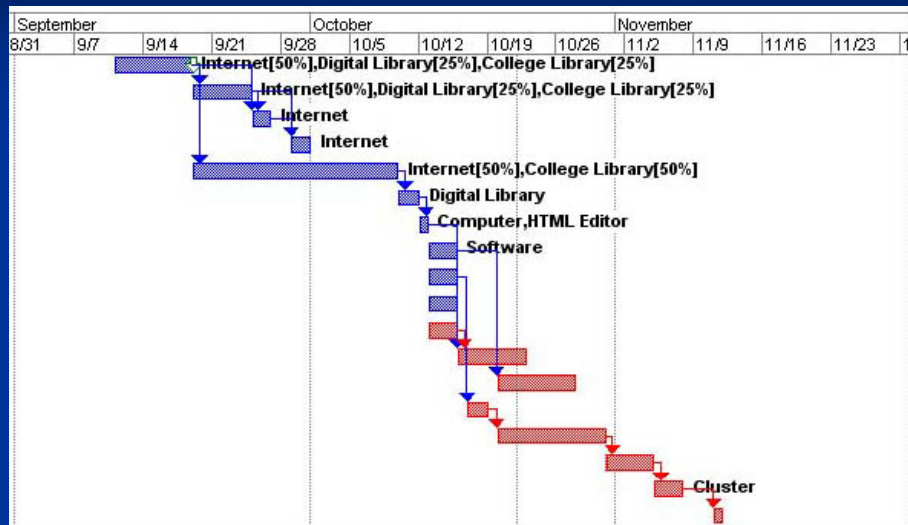 September October November
8/31 9/7 9/14 9/21 9/28 10/5 10/12 10/19 10/26 11/2 11/9 11/16 11/23 1
Internet[50%],Digital Library[25%],College Library[25%]
Internet[50%],Digital Library[25%],College Library[25%]
Internet
Internet
Internet[50%],College Library[50%]
Digital Library
Computer,HTML Editor
Software
Cluster